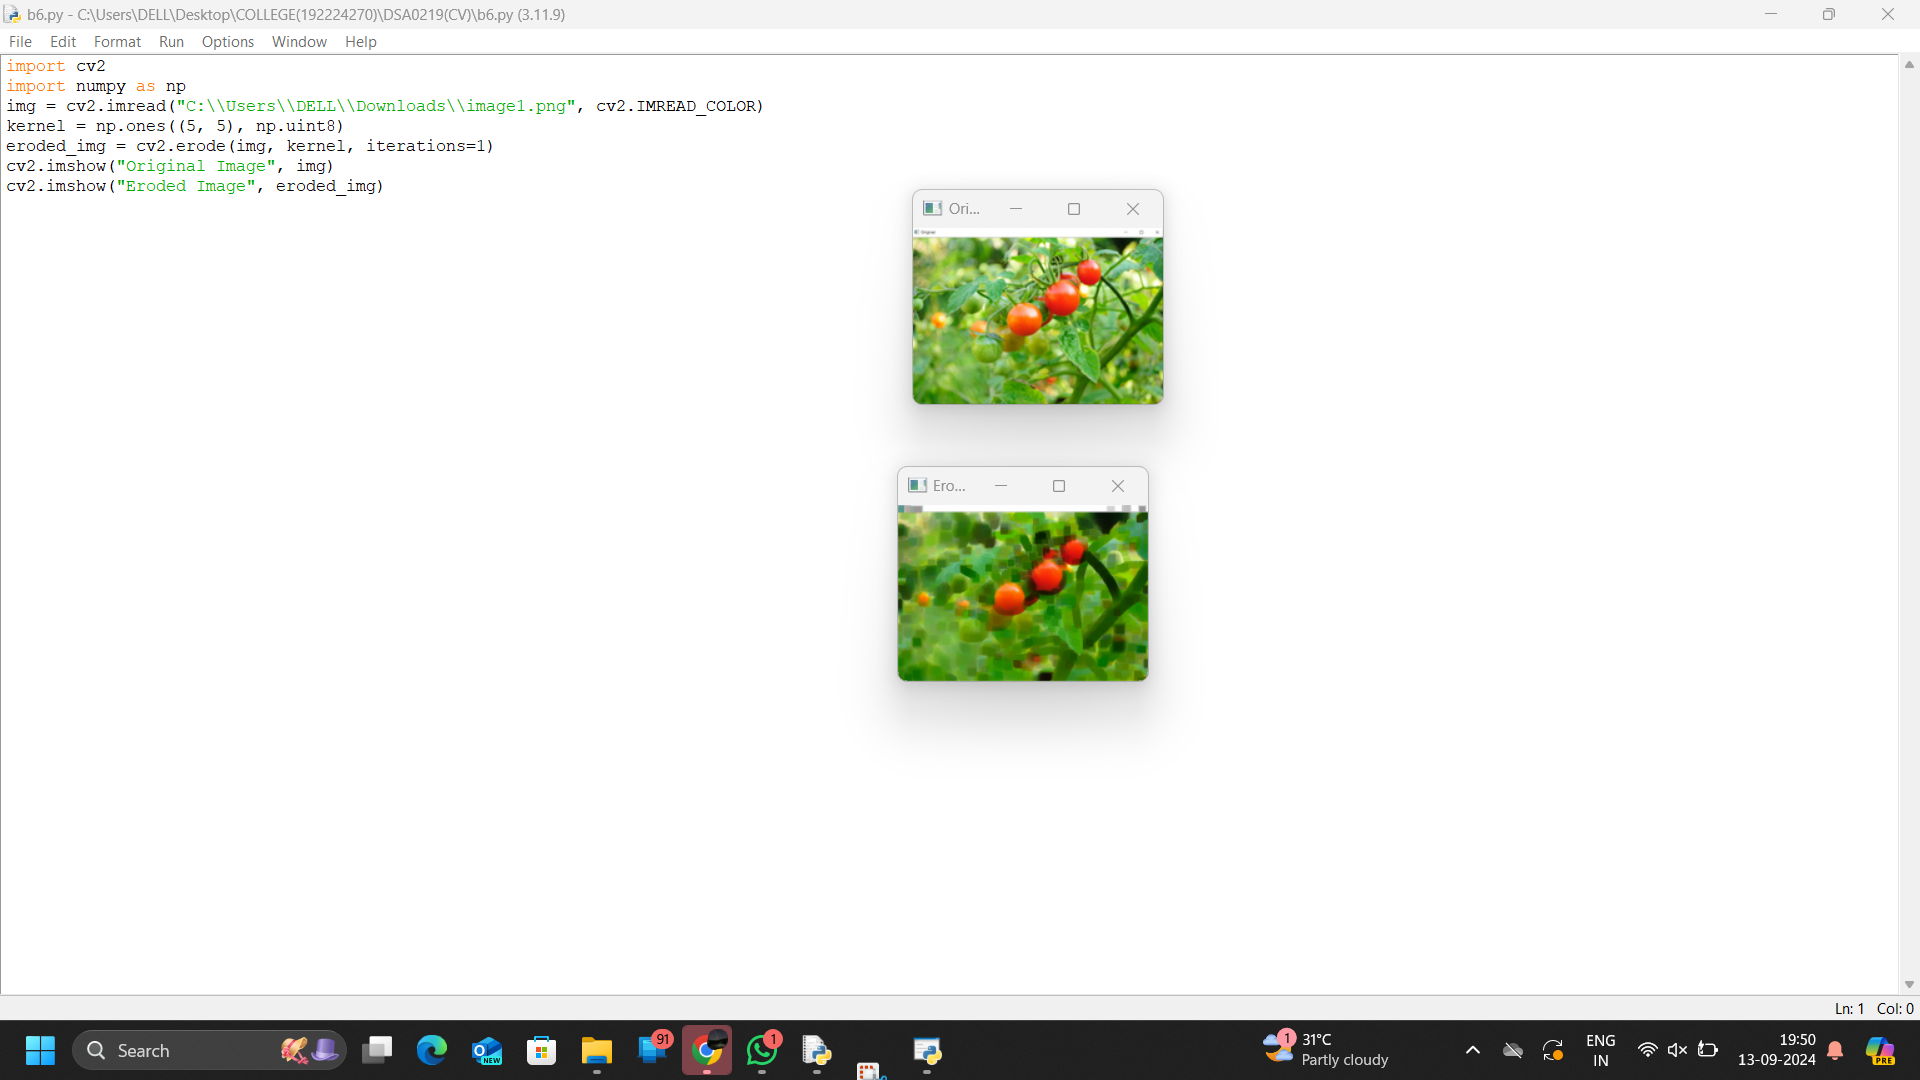 b6.py - C:\Users\DELL\Desktop\COLLEGE(192224270)\DSA0219(CV)\b6.py (3.11.9)
File Edit Format Run Options Window Help
import cv2
import numpy as np
img = cv2.imread("C:\\Users\\DELL\\Downloads\\image1.png", cv2.IMREAD_COLOR)
kernel = np.ones((5, 5), np.uint8)
eroded_img = cv2.erode(img, kernel, iterations=1)
cv2.imshow("Original Image", img)
cv2.imshow("Eroded Image", eroded_img)
Ori...
Original
Ero...
Ln: 1 Col: 0
Search
NEW
91
1
1
31°C
Partly cloudy
ENG
IN
19:50
13-09-2024
PRE